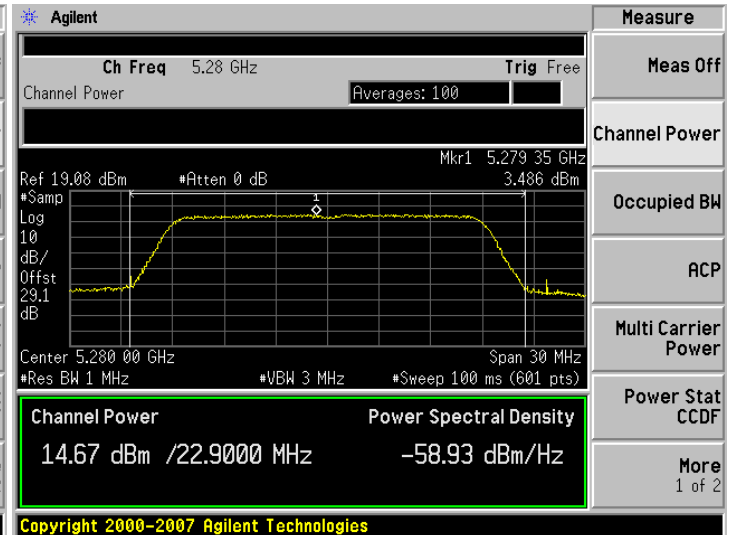 Agilent
Measure
Ch Freq 5.28 GHz Trig Free
Channel Power Averages: 100
Meas Off
Channel Power
Occupied BW
ACP
Multi Carrier
Power
Power Stat
CCDF
More
1 of 2
Mkr1 5.279 35 GHz
Ref 19.08 dBm #Atten 0 dB 3.486 dBm
#Samp
Log
10
dB/
Offst
29.1
dB
1
Center 5.280 00 GHz Span 30 MHz
#Res BW 1 MHz #VBW 3 MHz #Sweep 100 ms (601 pts)
Channel Power Power Spectral Density
14.67 dBm /22.9000 MHz -58.93 dBm/Hz
Copyright 2000-2007 Agilent Technologies